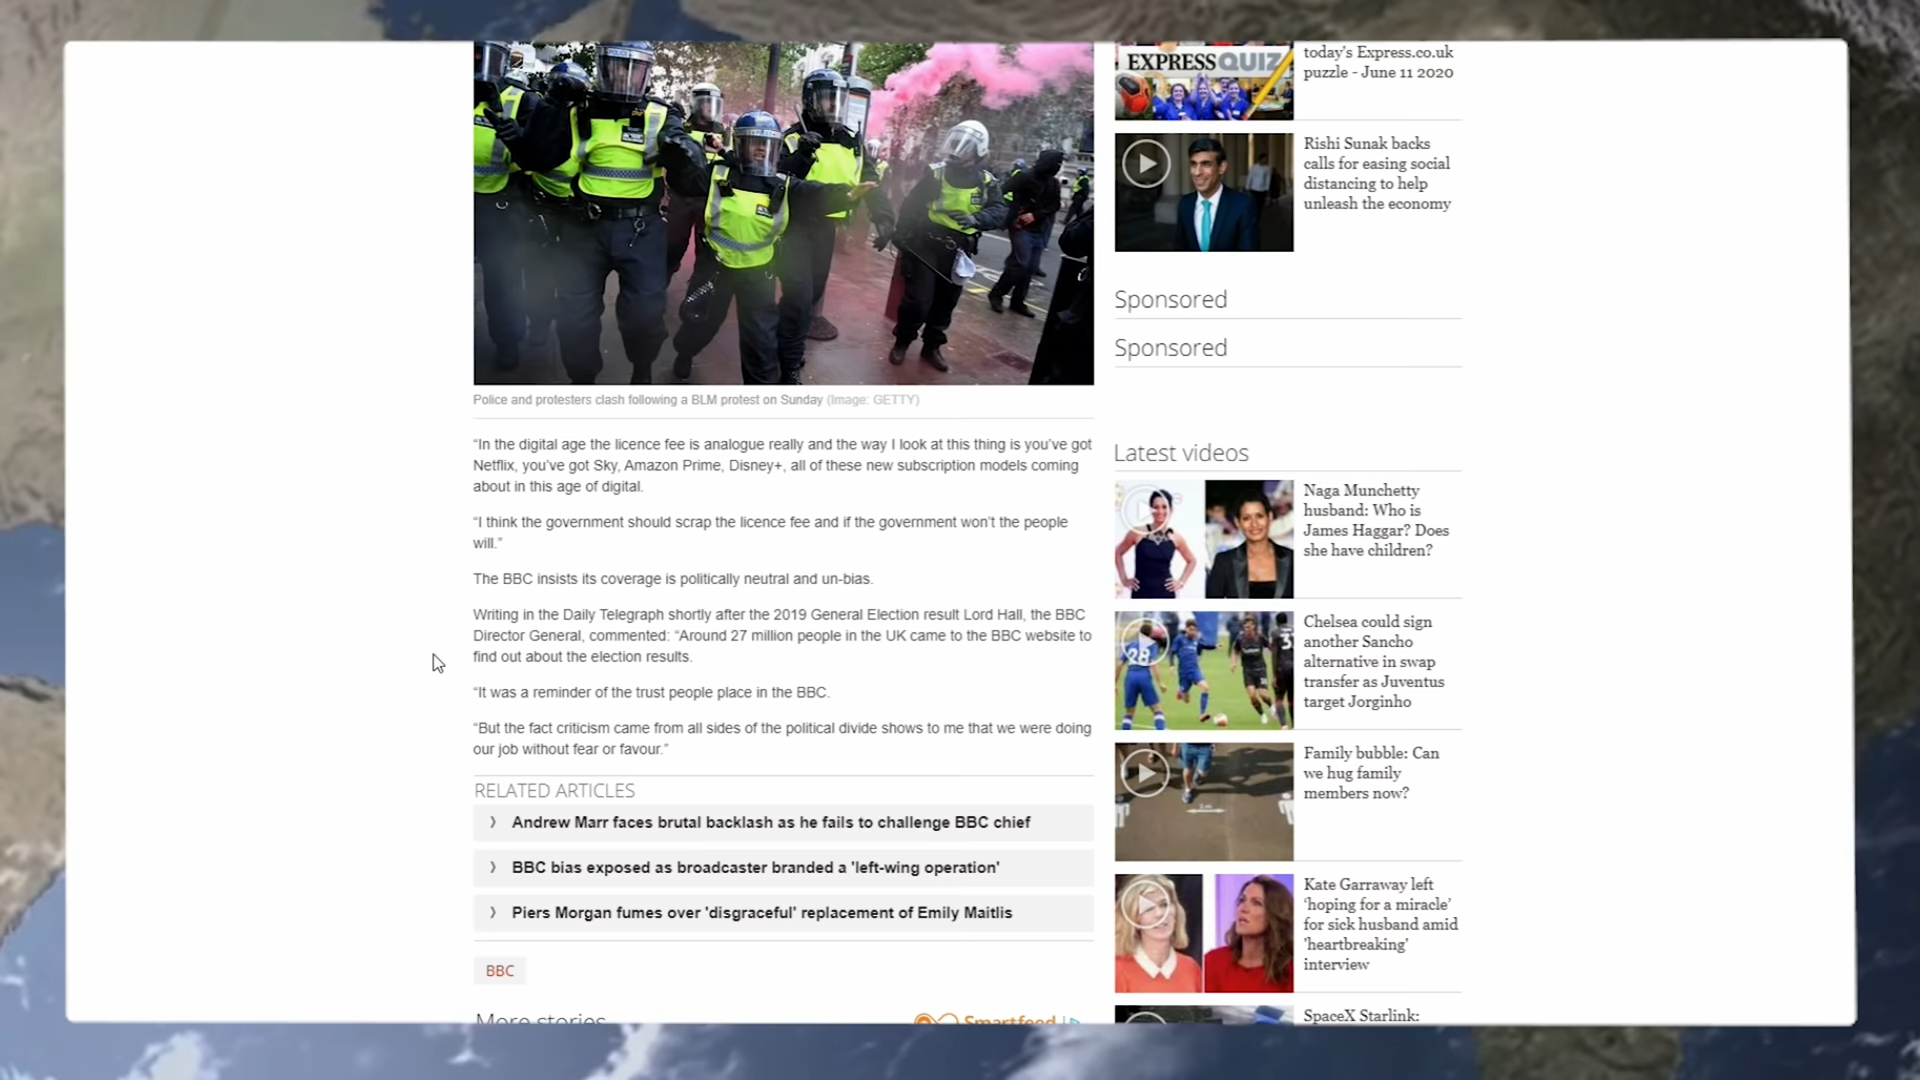 EXPRESS QUIZ
today's Express.co.uk
puzzle - June 11 2020
Rishi Sunak backs
calls for easing social
distancing to help
unleash the economy
Sponsored
Sponsored
Police and protesters clash following a BLM protest on Sunday (Image: GETTY)
“In the digital age the licence fee is analogue really and the way I look at this thing is you’ve got
Netflix, you’ve got Sky, Amazon Prime, Disney+, all of these new subscription models coming
about in this age of digital.
“I think the government should scrap the licence fee and if the government won’t the people
will.”
The BBC insists its coverage is politically neutral and un-bias.
Writing in the Daily Telegraph shortly after the 2019 General Election result Lord Hall, the BBC
Director General, commented: “Around 27 million people in the UK came to the BBC website to
find out about the election results.
“It was a reminder of the trust people place in the BBC.
“But the fact criticism came from all sides of the political divide shows to me that we were doing
our job without fear or favour.”
RELATED ARTICLES
Andrew Marr faces brutal backlash as he fails to challenge BBC chief
BBC bias exposed as broadcaster branded a 'left-wing operation'
Piers Morgan fumes over 'disgraceful' replacement of Emily Maitlis
BBC
More stories
Smartfeed
Latest videos
Naga Munchetty
husband: Who is
James Haggar? Does
she have children?
28
Chelsea could sign
another Sancho
alternative in swap
transfer as Juventus
target Jorginho
Family bubble: Can
we hug family
members now?
Kate Garraway left
'hoping for a miracle'
for sick husband amid
'heartbreaking'
interview
SpaceX Starlink: